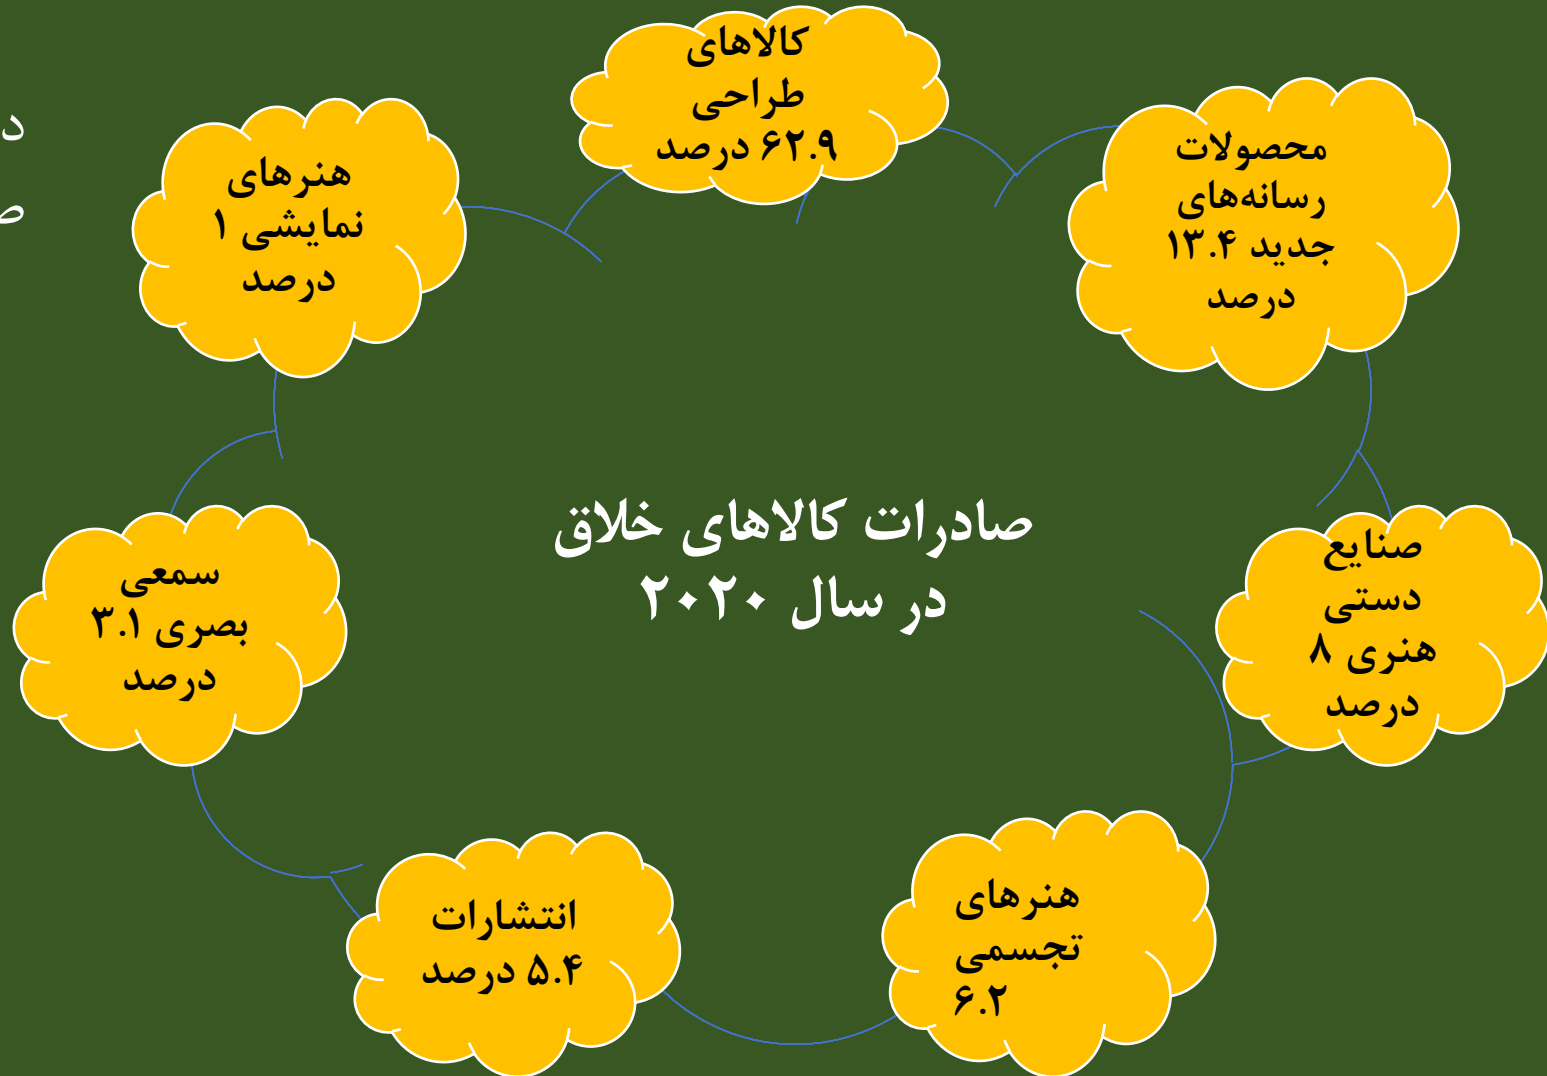 کالاهای
طراحی
۶۲.۹ درصد
محصولات
رسانه‌های
جدید ۱۳.۴
درصد
هنرهای
نمایشی ۱
درصد
صادرات کالاهای خلاق
در سال ۲۰۲۰
صنایع
دستی
هنری ۸
درصد
سمعی
بصری ۳.۱
درصد
هنرهای
تجسمی
۶.۲
انتشارات
۵.۴ درصد